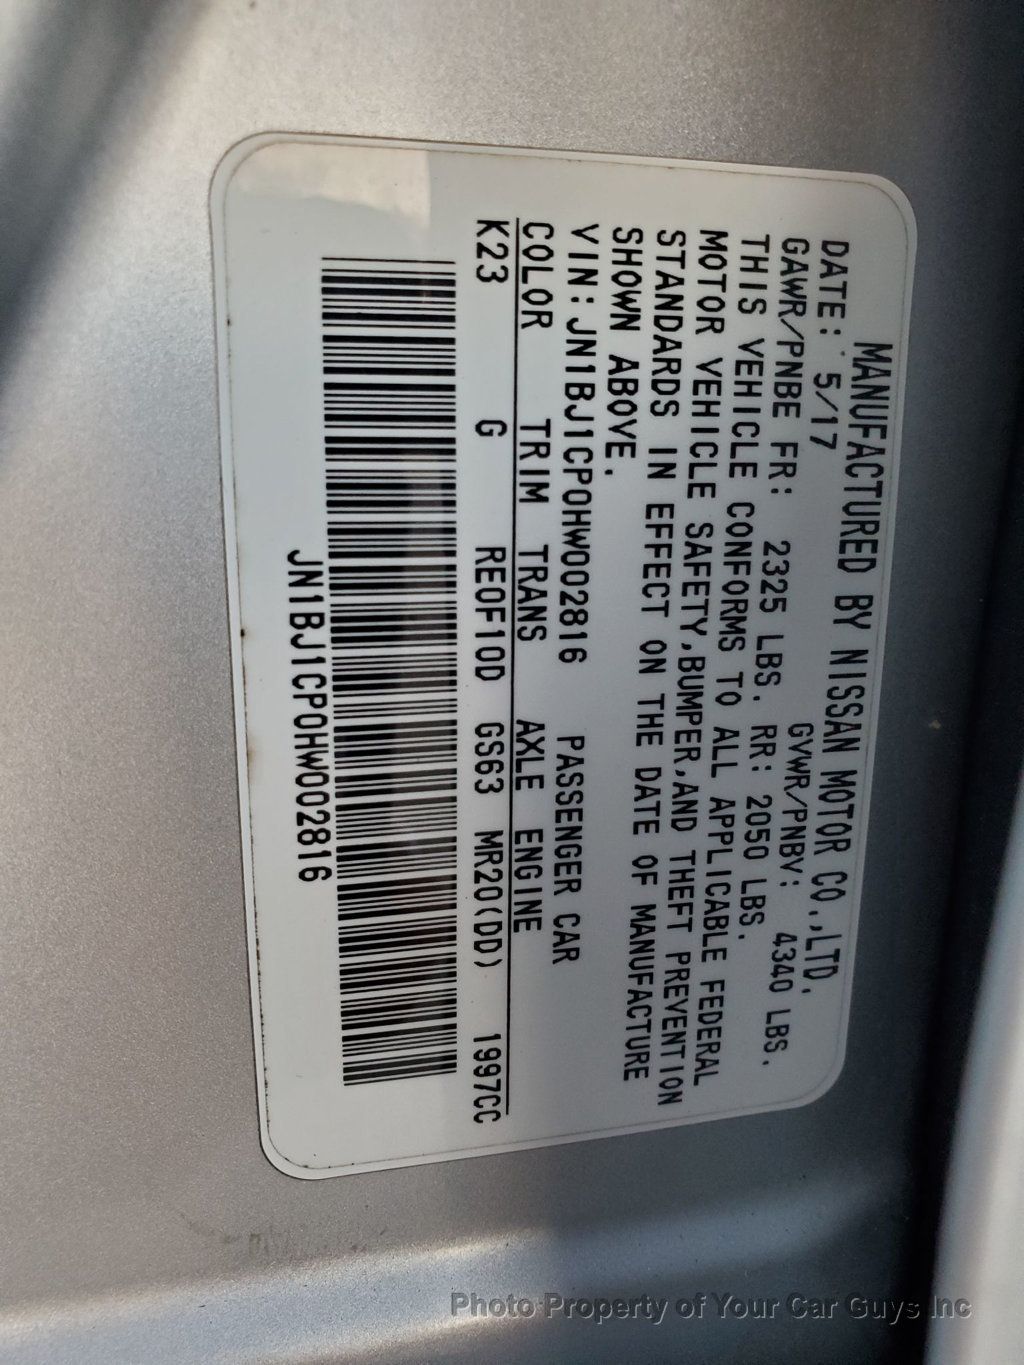 MANUFACTURED BY NISSAN MOTOR CO.,LTD.
DATE: 5/17 GVWR/PNBV: 4340 LBS.
GAWR/PNBE FR: 2325 LBS. RR: 2050 LBS.
THIS VEHICLE CONFORMS TO ALL APPLICABLE FEDERAL
MOTOR VEHICLE SAFETY,BUMPER,AND THEFT PREVENTION
STANDARDS IN EFFECT ON THE DATE OF MANUFACTURE
SHOWN ABOVE.
VIN:JN1BJ1CP0HW002816 PASSENGER CAR
COLOR TRIM TRANS AXLE ENGINE
K23 G RE0F10D GS63 MR20(DD) 1997CC
JN1BJ1CP0HW002816
Photo Property of Your Car Guys Inc